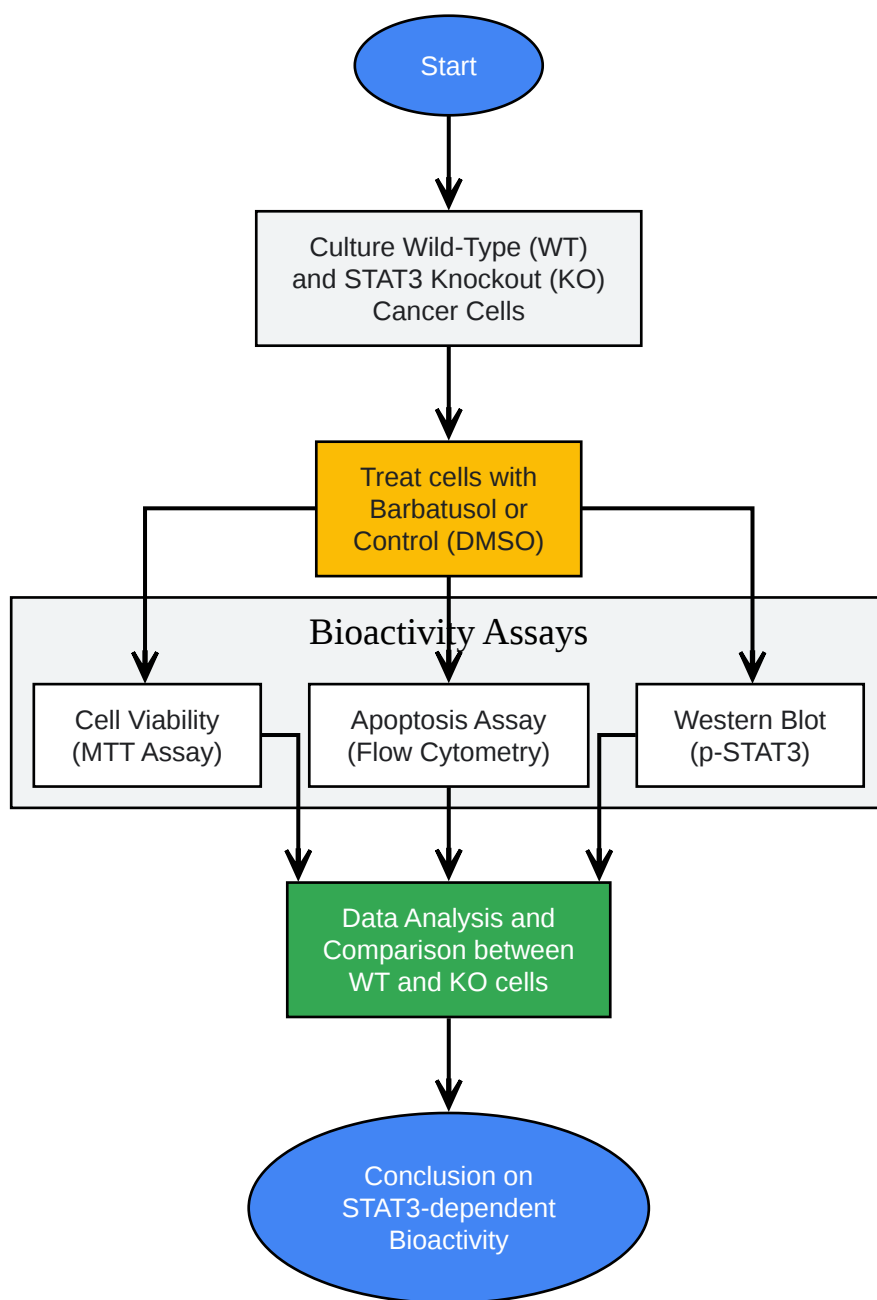 Start
Culture Wild-Type (WT)
and STAT3 Knockout (KO)
Cancer Cells
Treat cells with
Barbatusol or
Control (DMSO)
Bioactivity Assays
Cell Viability
(MTT Assay)
Apoptosis Assay
(Flow Cytometry)
Western Blot
(p-STAT3)
Data Analysis and
Comparison between
WT and KO cells
Conclusion on
STAT3-dependent
Bioactivity